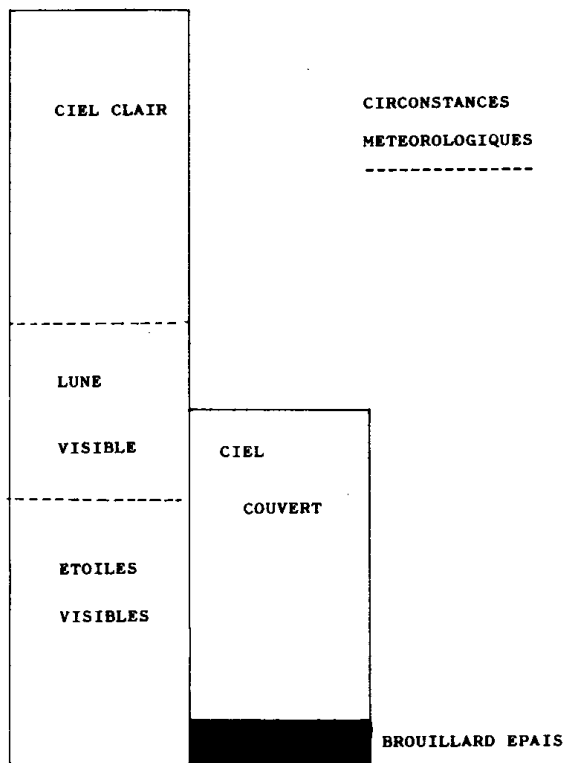 CIRCONSTANCES
METEOROLOGIQUES
CIEL CLAIR
LUNE
VISIBLE
ETOILES
VISIBLES
CIEL
COUVERT
BROUILLARD EPAIS